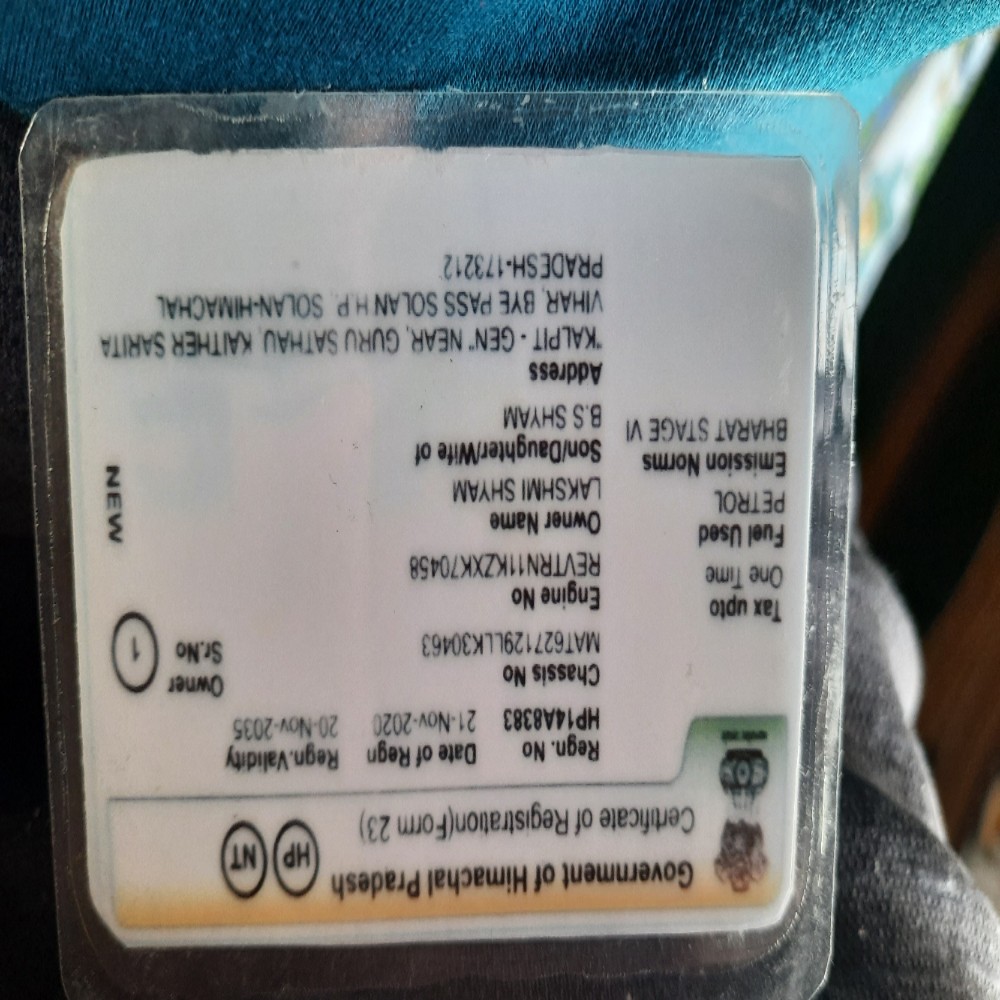 Government of Himachal Pradesh HP NT
Certificate of Registration(Form 23)
Regn. No Date of Regn Regn.Validity
HP14A8383 21-Nov-2020 20-Nov-2035
Chassis No
MAT627129LLK30463
Owner
Sr.No 1
Engine No
REVTRN11KZXK70458
Owner Name
LAKSHMI SHYAM
Son/Daughter/Wife of
B.S SHYAM
NEW
Tax upto
One Time
Fuel Used
PETROL
Emission Norms
BHARAT STAGE VI
Address
"KALPIT - GEN" NEAR, GURU SATHAU, KAITHER SARITA
VIHAR, BYE PASS SOLAN H.P, SOLAN-HIMACHAL
PRADESH-173212